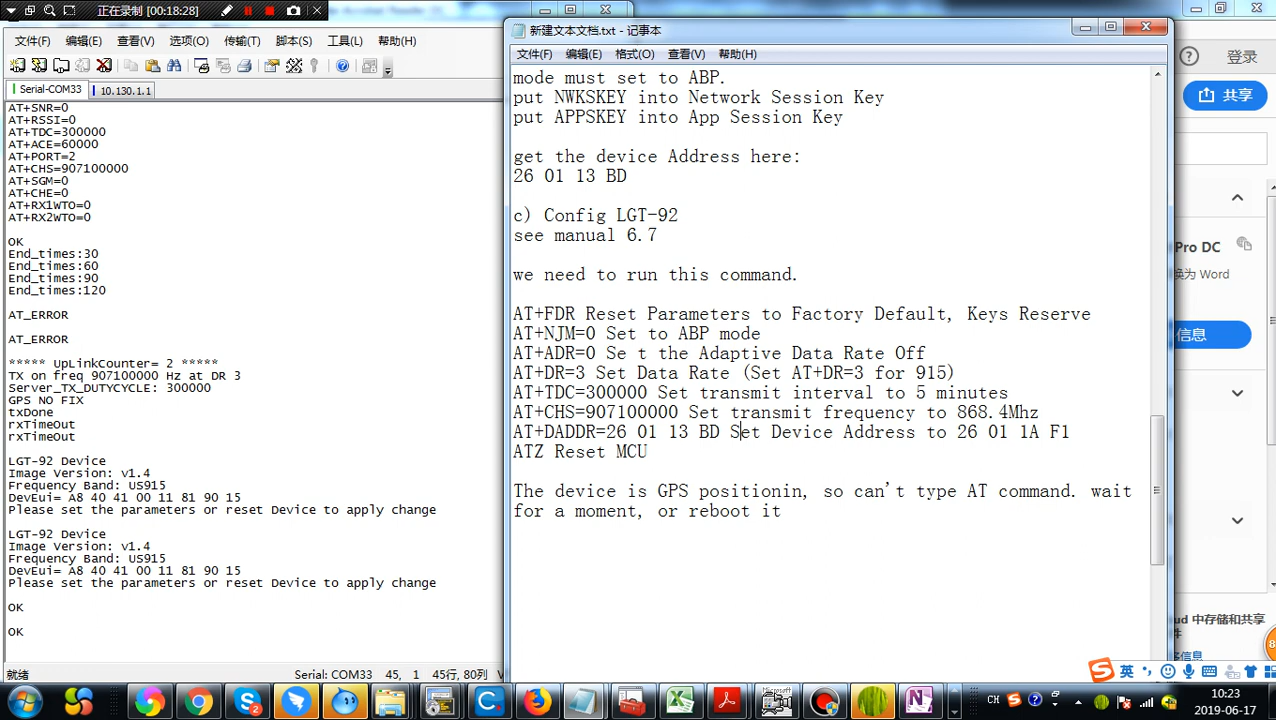 正在录制 [00:18:28]
文件(F) 编辑(E) 查看(V) 选项(O) 传输(T) 脚本(S) 工具(L) 帮助(H)
Serial-COM33 10.130.1.1
AT+SNR=0
AT+RSSI=0
AT+TDC=300000
AT+ACE=60000
AT+PORT=2
AT+CHS=907100000
AT+SGM=0
AT+CHE=0
AT+RX1WTO=0
AT+RX2WTO=0
OK
End_times:30
End_times:60
End_times:90
End_times:120
AT_ERROR
AT_ERROR
***** UpLinkCounter= 2 *****
TX on freq 907100000 Hz at DR 3
Server_TX_DUTYCYCLE: 300000
GPS NO FIX
txDone
rxTimeOut
rxTimeOut
LGT-92 Device
Image Version: v1.4
Frequency Band: US915
DevEui= A8 40 41 00 11 81 90 15
Please set the parameters or reset Device to apply change
LGT-92 Device
Image Version: v1.4
Frequency Band: US915
DevEui= A8 40 41 00 11 81 90 15
Please set the parameters or reset Device to apply change
OK
OK
就绪 Serial: COM33 45, 1 45行, 80列 V
新建文本文档.txt - 记事本
文件(F) 编辑(E) 格式(O) 查看(V) 帮助(H)
mode must set to ABP.
put NWKSKEY into Network Session Key
put APPSKEY into App Session Key
get the device Address here:
26 01 13 BD
c) Config LGT-92
see manual 6.7
we need to run this command.
AT+FDR Reset Parameters to Factory Default, Keys Reserve
AT+NJM=0 Set to ABP mode
AT+ADR=0 Se t the Adaptive Data Rate Off
AT+DR=3 Set Data Rate (Set AT+DR=3 for 915)
AT+TDC=300000 Set transmit interval to 5 minutes
AT+CHS=907100000 Set transmit frequency to 868.4Mhz
AT+DADDR=26 01 13 BD Set Device Address to 26 01 1A F1
ATZ Reset MCU
The device is GPS positionin, so can't type AT command. wait
for a moment, or reboot it
登录
共享
Pro DC
换为 Word
信息
ud 中存储和共享
件
多信息
英
CH
10:23
2019-06-17